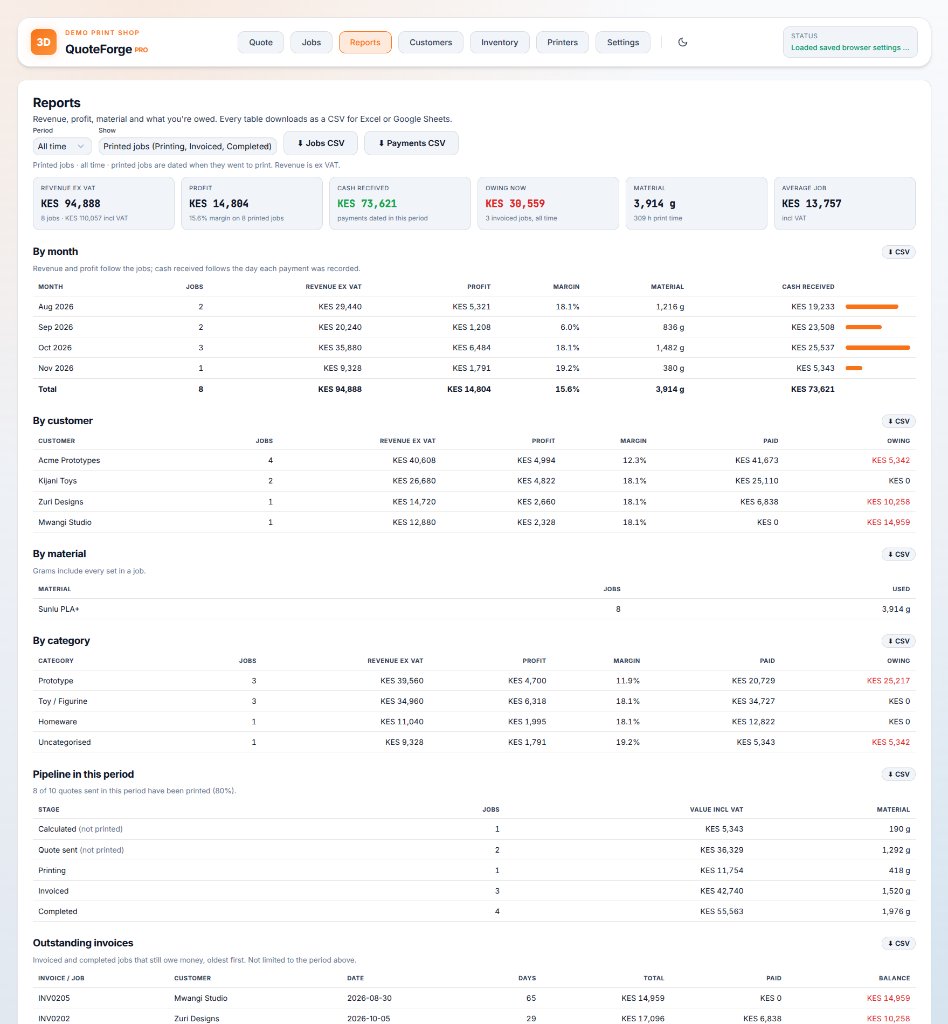 3D
DEMO PRINT SHOP
QuoteForge PRO
Quote Jobs Reports Customers Inventory Printers Settings
STATUS
Loaded saved browser settings ...
Reports
Revenue, profit, material and what you're owed. Every table downloads as a CSV for Excel or Google Sheets.
Period Show
All time Printed jobs (Printing, Invoiced, Completed) ⬇ Jobs CSV ⬇ Payments CSV
Printed jobs · all time · printed jobs are dated when they went to print. Revenue is ex VAT.
REVENUE EX VAT
KES 94,888
8 jobs · KES 110,057 incl VAT
PROFIT
KES 14,804
15.6% margin on 8 printed jobs
CASH RECEIVED
KES 73,621
payments dated in this period
OWING NOW
KES 30,559
3 invoiced jobs, all time
MATERIAL
3,914 g
309 h print time
AVERAGE JOB
KES 13,757
incl VAT
By month ⬇ CSV
Revenue and profit follow the jobs; cash received follows the day each payment was recorded.
MONTH JOBS REVENUE EX VAT PROFIT MARGIN MATERIAL CASH RECEIVED
Aug 2026 2 KES 29,440 KES 5,321 18.1% 1,216 g KES 19,233
Sep 2026 2 KES 20,240 KES 1,208 6.0% 836 g KES 23,508
Oct 2026 3 KES 35,880 KES 6,484 18.1% 1,482 g KES 25,537
Nov 2026 1 KES 9,328 KES 1,791 19.2% 380 g KES 5,343
Total 8 KES 94,888 KES 14,804 15.6% 3,914 g KES 73,621
By customer ⬇ CSV
CUSTOMER JOBS REVENUE EX VAT PROFIT MARGIN PAID OWING
Acme Prototypes 4 KES 40,608 KES 4,994 12.3% KES 41,673 KES 5,342
Kijani Toys 2 KES 26,680 KES 4,822 18.1% KES 25,110 KES 0
Zuri Designs 1 KES 14,720 KES 2,660 18.1% KES 6,838 KES 10,258
Mwangi Studio 1 KES 12,880 KES 2,328 18.1% KES 0 KES 14,959
By material ⬇ CSV
Grams include every set in a job.
MATERIAL JOBS USED
Sunlu PLA+ 8 3,914 g
By category ⬇ CSV
CATEGORY JOBS REVENUE EX VAT PROFIT MARGIN PAID OWING
Prototype 3 KES 39,560 KES 4,700 11.9% KES 20,729 KES 25,217
Toy / Figurine 3 KES 34,960 KES 6,318 18.1% KES 34,727 KES 0
Homeware 1 KES 11,040 KES 1,995 18.1% KES 12,822 KES 0
Uncategorised 1 KES 9,328 KES 1,791 19.2% KES 5,343 KES 5,342
Pipeline in this period ⬇ CSV
8 of 10 quotes sent in this period have been printed (80%).
STAGE JOBS VALUE INCL VAT MATERIAL
Calculated (not printed) 1 KES 5,343 190 g
Quote sent (not printed) 2 KES 36,329 1,292 g
Printing 1 KES 11,754 418 g
Invoiced 3 KES 42,740 1,520 g
Completed 4 KES 55,563 1,976 g
Outstanding invoices ⬇ CSV
Invoiced and completed jobs that still owe money, oldest first. Not limited to the period above.
INVOICE / JOB CUSTOMER DATE DAYS TOTAL PAID BALANCE
INV0205 Mwangi Studio 2026-08-30 65 KES 14,959 KES 0 KES 14,959
INV0202 Zuri Designs 2026-10-05 29 KES 17,096 KES 6,838 KES 10,258